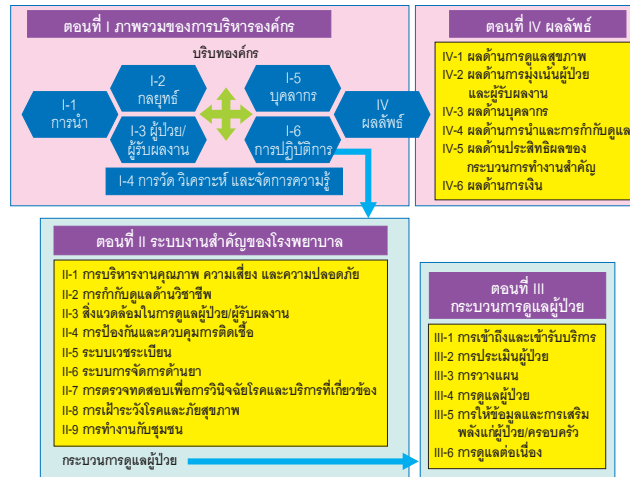 ตอนที่ I ภาพรวมของการบริหารองค์กร
บริบทองค์กร
I-1
การนำ
I-2
กลยุทธ์
I-3 ผู้ป่วย/
ผู้รับผลงาน
I-5
บุคลากร
I-6
การปฏิบัติการ
IV
ผลลัพธ์
I-4 การวัด วิเคราะห์ และจัดการความรู้
ตอนที่ IV ผลลัพธ์
IV-1 ผลด้านการดูแลสุขภาพ
IV-2 ผลด้านการมุ่งเน้นผู้ป่วย
และผู้รับผลงาน
IV-3 ผลด้านบุคลากร
IV-4 ผลด้านการนำและการกำกับดูแล
IV-5 ผลด้านประสิทธิผลของ
กระบวนการทำงานสำคัญ
IV-6 ผลด้านการเงิน
ตอนที่ II ระบบงานสำคัญของโรงพยาบาล
II-1 การบริหารงานคุณภาพ ความเสี่ยง และความปลอดภัย
II-2 การกำกับดูแลด้านวิชาชีพ
II-3 สิ่งแวดล้อมในการดูแลผู้ป่วย/ผู้รับผลงาน
II-4 การป้องกันและควบคุมการติดเชื้อ
II-5 ระบบเวชระเบียน
II-6 ระบบการจัดการด้านยา
II-7 การตรวจทดสอบเพื่อการวินิจฉัยโรคและบริการที่เกี่ยวข้อง
II-8 การเฝ้าระวังโรคและภัยสุขภาพ
II-9 การทำงานกับชุมชน
กระบวนการดูแลผู้ป่วย
ตอนที่ III
กระบวนการดูแลผู้ป่วย
III-1 การเข้าถึงและเข้ารับบริการ
III-2 การประเมินผู้ป่วย
III-3 การวางแผน
III-4 การดูแลผู้ป่วย
III-5 การให้ข้อมูลและการเสริม
พลังแก่ผู้ป่วย/ครอบครัว
III-6 การดูแลต่อเนื่อง